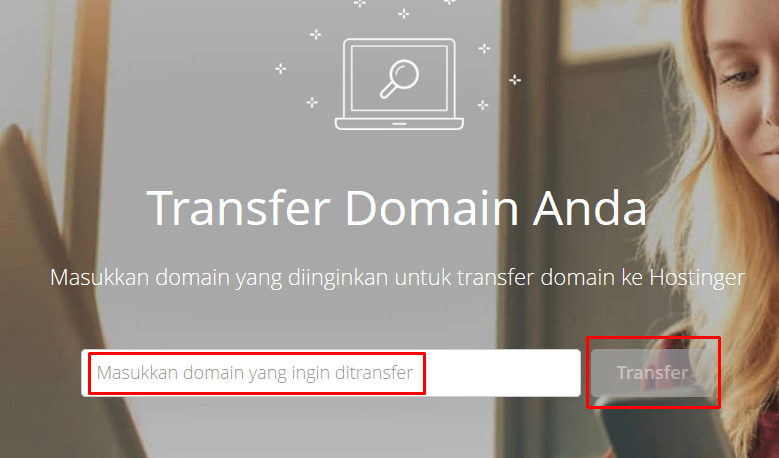 Transfer Domain Anda
Masukkan domain yang diinginkan untuk transfer domain ke Hostinger
Masukkan domain yang ingin ditransfer
Transfer